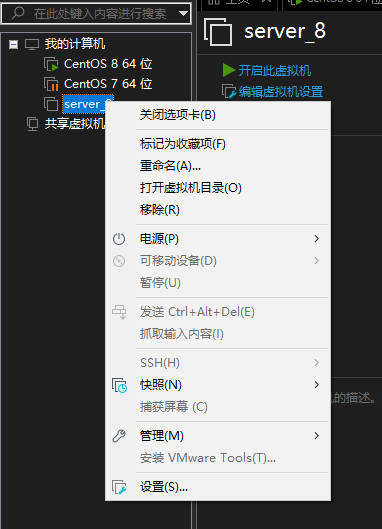 在此处键入内容进行搜索
我的计算机
CentOS 8 64 位
CentOS 7 64 位
server_8
共享虚拟机
server_8
开启此虚拟机
编辑虚拟机设置
关闭选项卡(B)
标记为收藏项(F)
重命名(A)...
打开虚拟机目录(O)
移除(R)
电源(P)
可移动设备(D)
暂停(U)
发送 Ctrl+Alt+Del(E)
抓取输入内容(I)
SSH(H)
快照(N)
捕获屏幕 (C)
管理(M)
安装 VMware Tools(T)...
设置(S)...
的描述。